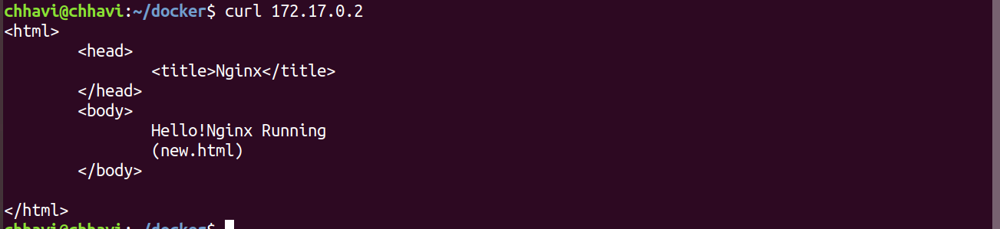 chhavi@chhavi:~/docker$ curl 172.17.0.2
<html>
        <head>
                <title>Nginx</title>
        </head>
        <body>
                Hello!Nginx Running
                (new.html)
        </body>

</html>
chhavi@chhavi:~/docker$